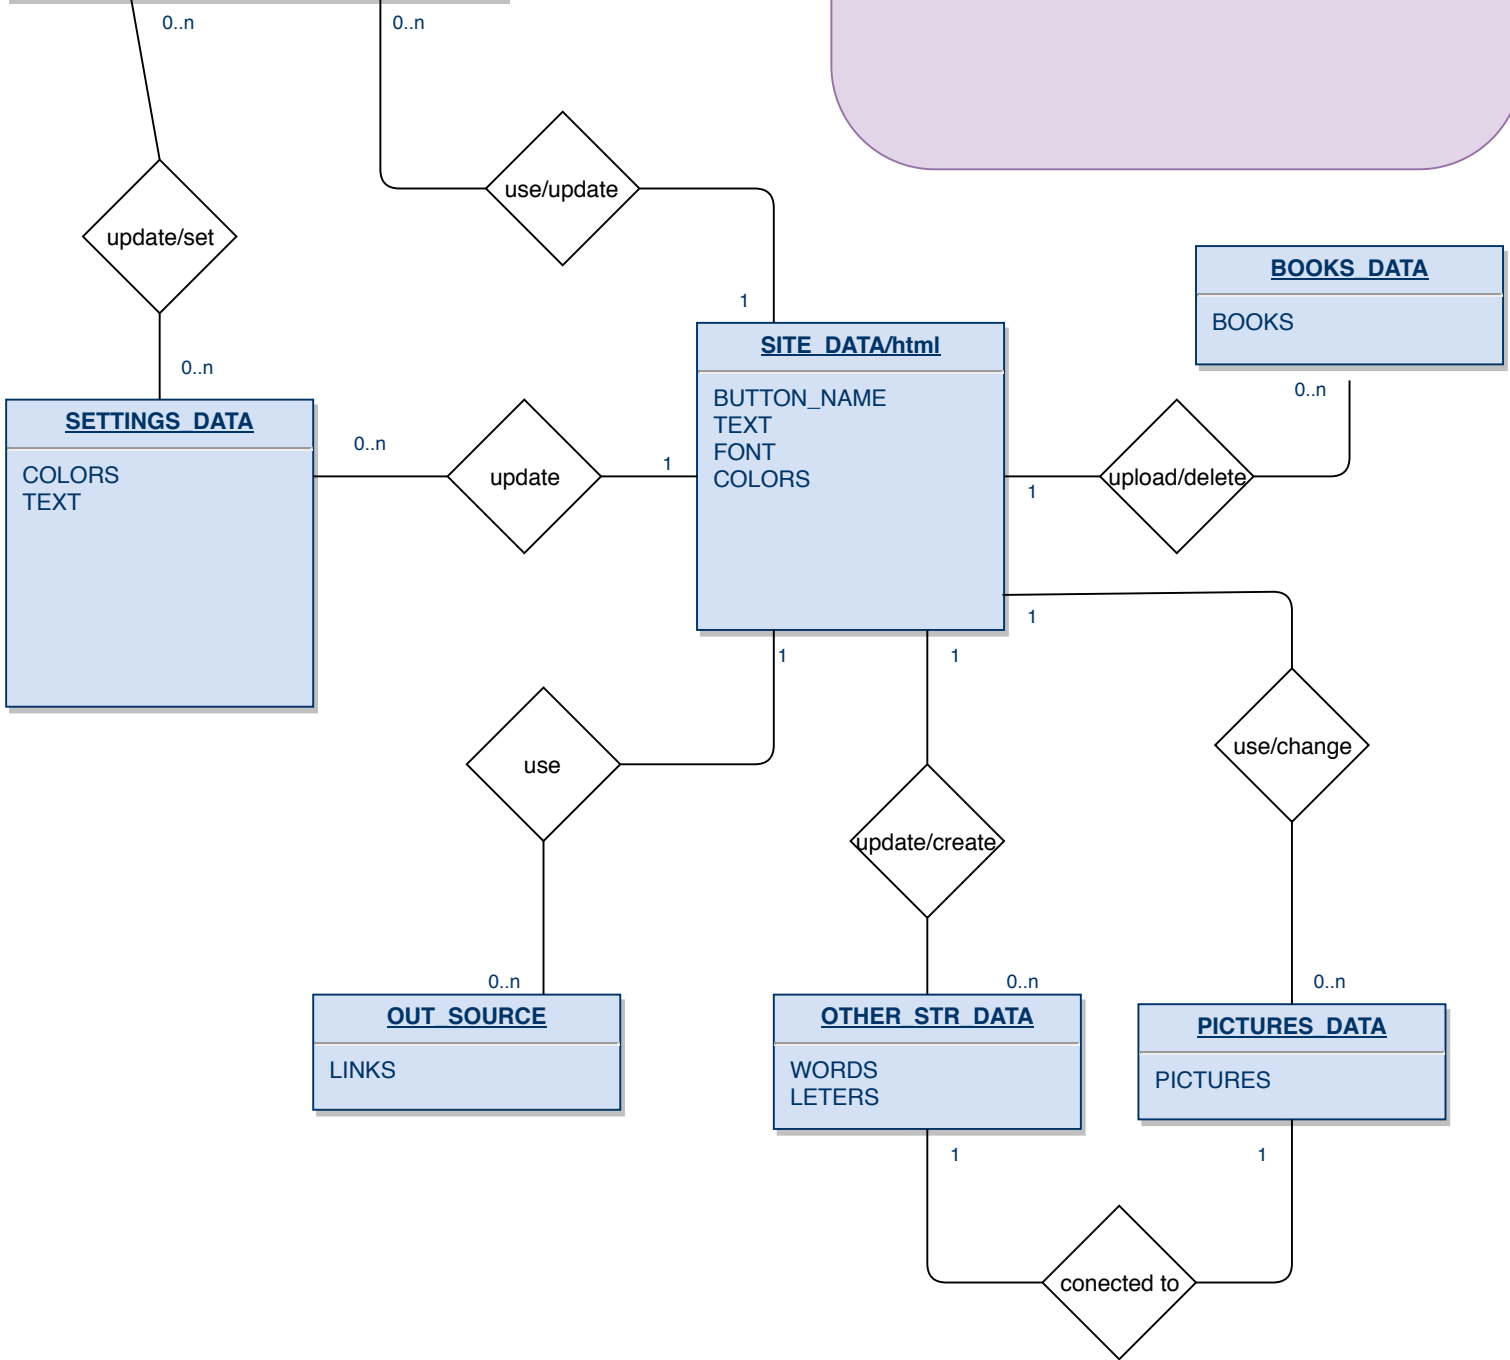 0..n
0..n
use/update
update/set
BOOKS_DATA
BOOKS
0..n
1
SITE_DATA/html
BUTTON_NAME
TEXT
FONT
COLORS
0..n
SETTINGS_DATA
COLORS
TEXT
0..n
update
1
1
upload/delete
1
1
1
use
use/change
update/create
0..n
OUT_SOURCE
LINKS
0..n
OTHER_STR_DATA
WORDS
LETERS
0..n
PICTURES_DATA
PICTURES
1
1
conected to